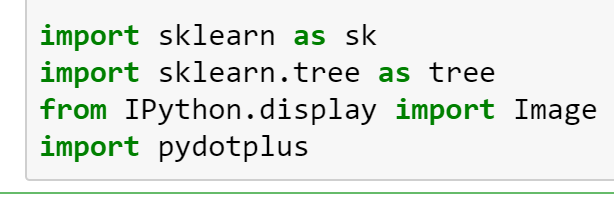 import sklearn as sk
import sklearn.tree as tree
from IPython.display import Image
import pydotplus